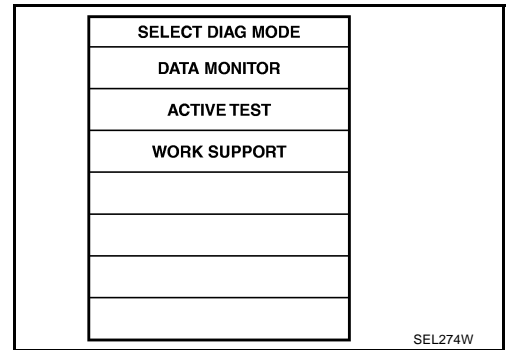 SELECT DIAG MODE
DATA MONITOR
ACTIVE TEST
WORK SUPPORT
SEL274W